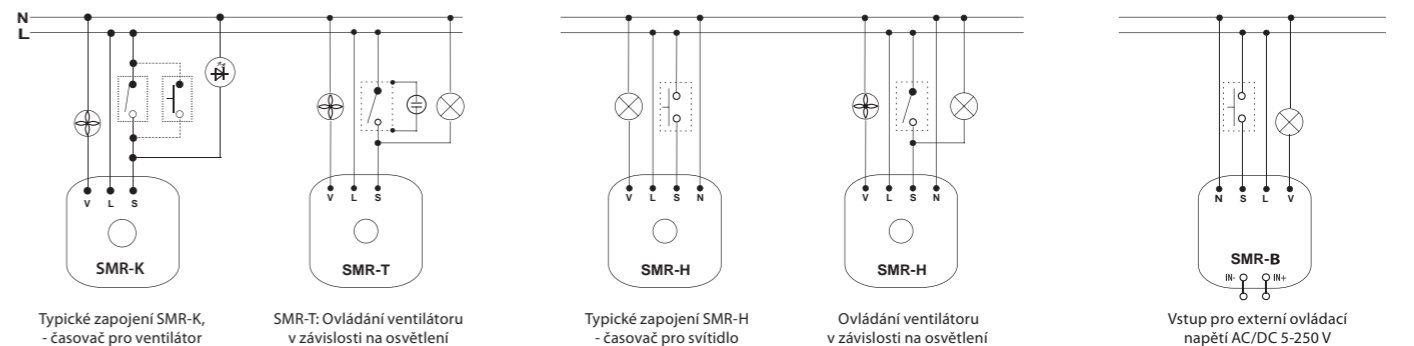 N
L
V L S
SMR-K
Typické zapojení SMR-K,
- časovač pro ventilátor
V L S
SMR-T
SMR-T: Ovládání ventilátoru
v závislosti na osvětlení
V L S N
SMR-H
Typické zapojení SMR-H
- časovač pro svítidlo
V L S N
SMR-H
Ovládání ventilátoru
v závislosti na osvětlení
N S L V
SMR-B
IN- IN+
Vstup pro externí ovládací
napětí AC/DC 5-250 V